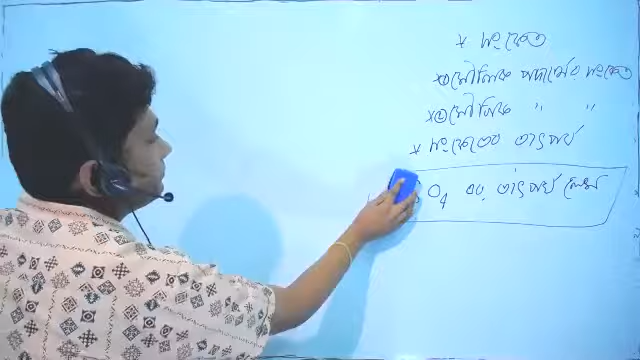 * সংকেত
* মৌলিক পদার্থের সংকেত
* যৌগিক " "
* সংকেতের তাৎপর্য
O₄ এর তাৎপর্য লেখ